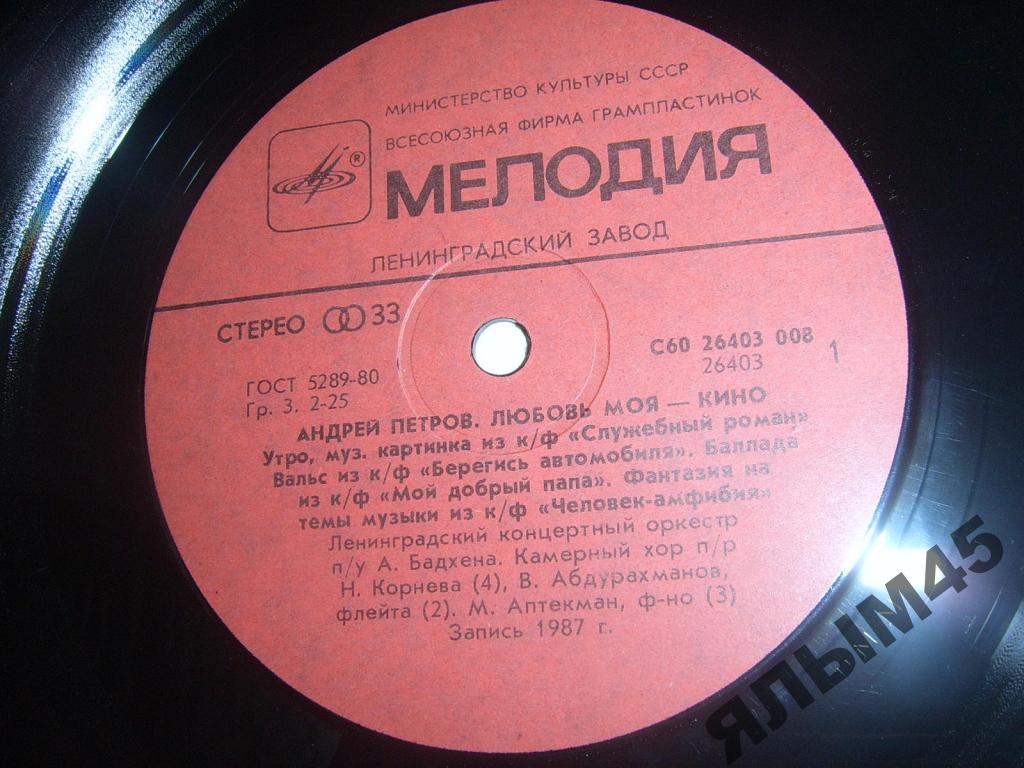 МИНИСТЕРСТВО КУЛЬТУРЫ СССР
ВСЕСОЮЗНАЯ ФИРМА ГРАМПЛАСТИНОК
®
МЕЛОДИЯ
ЛЕНИНГРАДСКИЙ ЗАВОД
СТЕРЕО 33
С60 26403 008
26403
1
ГОСТ 5289-80
Гр. 3. 2-25
АНДРЕЙ ПЕТРОВ. ЛЮБОВЬ МОЯ — КИНО
Утро, муз. картинка из к/ф «Служебный роман»
Вальс из к/ф «Берегись автомобиля». Баллада
из к/ф «Мой добрый папа». Фантазия на
темы музыки из к/ф «Человек-амфибия»
Ленинградский концертный оркестр
п/у А. Бадхена. Камерный хор п/р
Н. Корнева (4), В. Абдурахманов,
флейта (2). М. Аптекман, ф-но (3)
Запись 1987 г.
ЯЛЫМ45